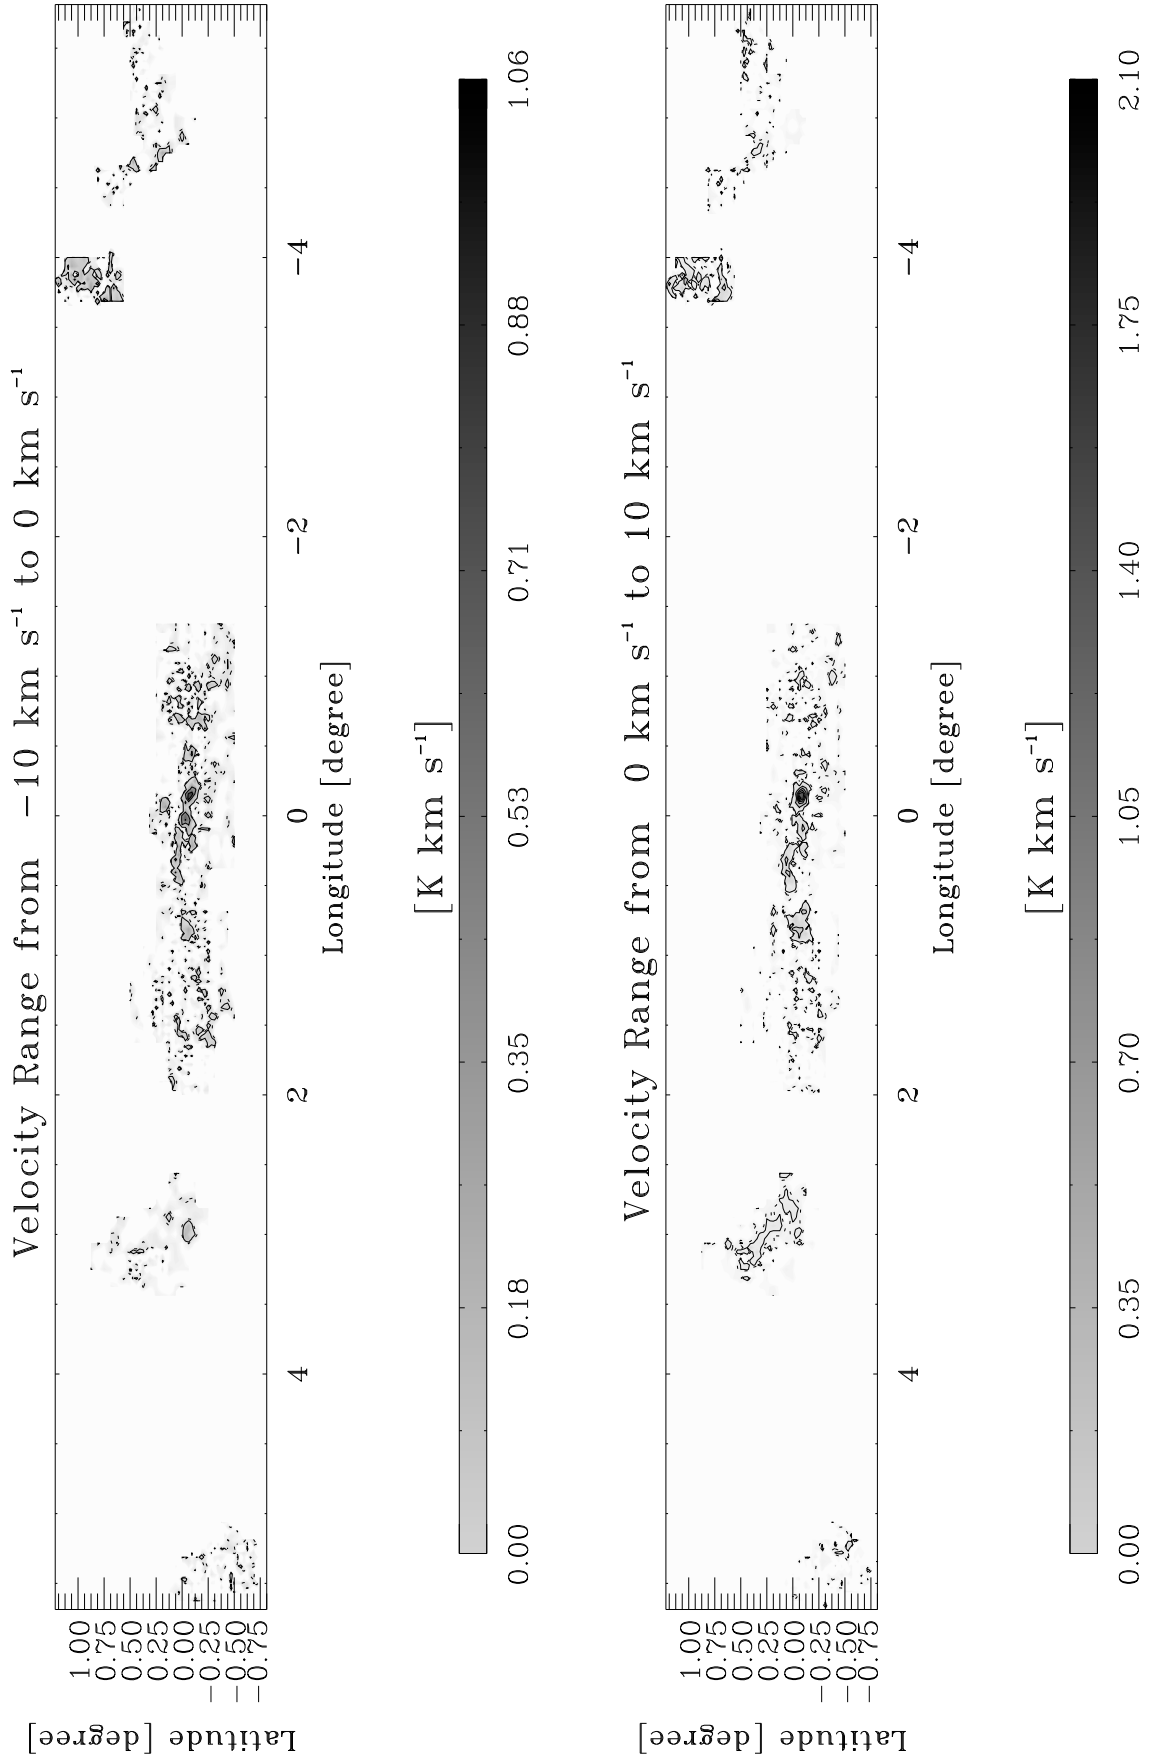 Velocity Range from −10 km s⁻¹ to 0 km s⁻¹
Latitude [degree]
1.00
0.75
0.50
0.25
0.00
−0.25
−0.50
−0.75
4 2 0 −2 −4
Longitude [degree]
[K km s⁻¹]
0.00 0.18 0.35 0.53 0.71 0.88 1.06
Velocity Range from 0 km s⁻¹ to 10 km s⁻¹
Latitude [degree]
1.00
0.75
0.50
0.25
0.00
−0.25
−0.50
−0.75
4 2 0 −2 −4
Longitude [degree]
[K km s⁻¹]
0.00 0.35 0.70 1.05 1.40 1.75 2.10